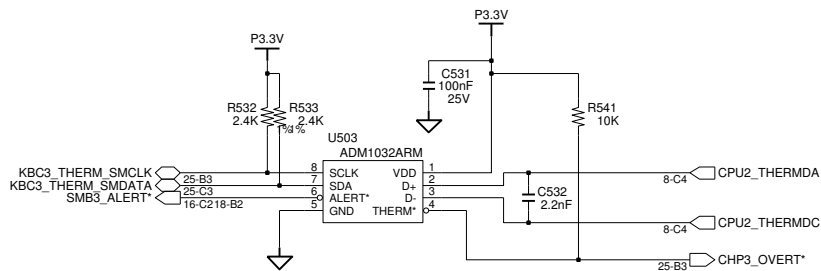 P3.3V
P3.3V
C531
100nF
25V
R532
2.4K
1%
R533
2.4K
1%
R541
10K
U503
ADM1032ARM
KBC3_THERM_SMCLK
25-B3
8
SCLK
VDD
1
KBC3_THERM_SMDATA
25-C3
7
SDA
D+
2
8-C4
CPU2_THERMDA
SMB3_ALERT*
16-C2
18-B2
6
ALERT*
D-
3
5
GND
THERM*
4
C532
2.2nF
8-C4
CPU2_THERMDC
25-B3
CHP3_OVERT*